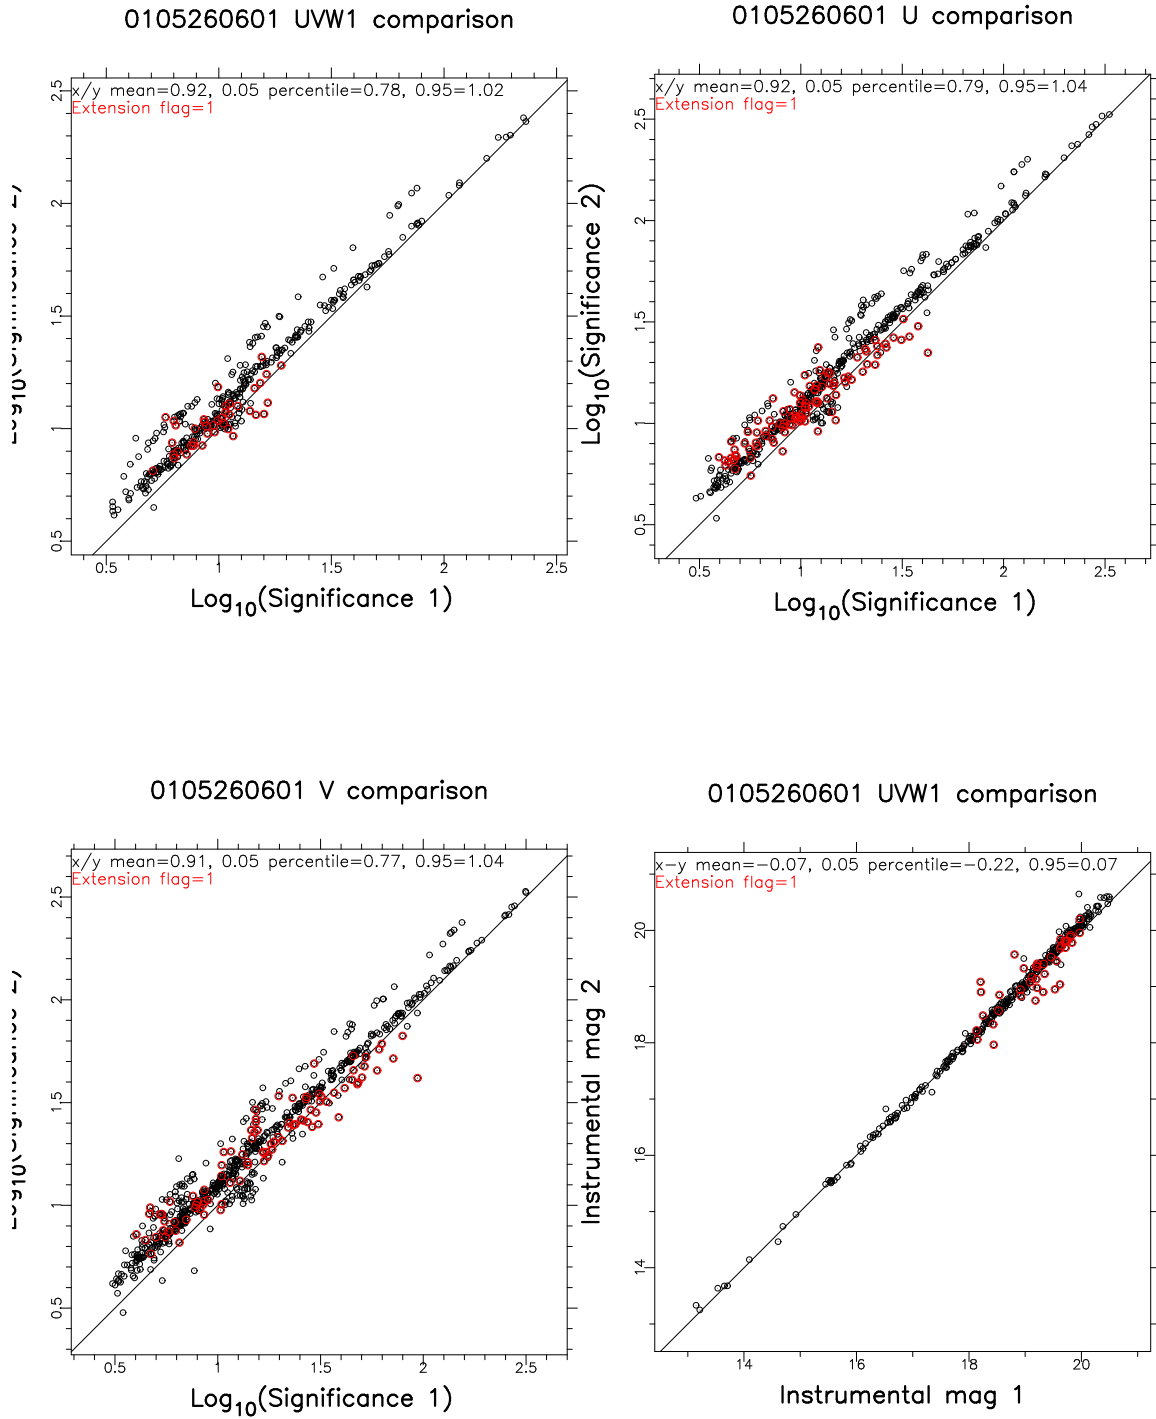 0105260601 UVW1 comparison
x/y mean=0.92, 0.05 percentile=0.78, 0.95=1.02
Extension flag=1
2.5
2
1.5
1
0.5
0.5 1 1.5 2 2.5
Log10(Significance 1)
0105260601 U comparison
x/y mean=0.92, 0.05 percentile=0.79, 0.95=1.04
Extension flag=1
Log10(Significance 2)
2.5
2
1.5
1
0.5
0.5 1 1.5 2 2.5
Log10(Significance 1)
0105260601 V comparison
x/y mean=0.91, 0.05 percentile=0.77, 0.95=1.04
Extension flag=1
2.5
2
1.5
1
0.5
0.5 1 1.5 2 2.5
Log10(Significance 1)
0105260601 UVW1 comparison
x-y mean=-0.07, 0.05 percentile=-0.22, 0.95=0.07
Extension flag=1
Instrumental mag 2
20
18
16
14
14 16 18 20
Instrumental mag 1